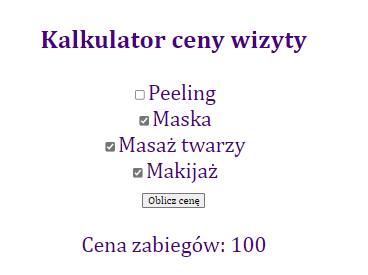 Kalkulator ceny wizyty
Peeling
Maska
Masaż twarzy
Makijaż
Oblicz cenę
Cena zabiegów: 100